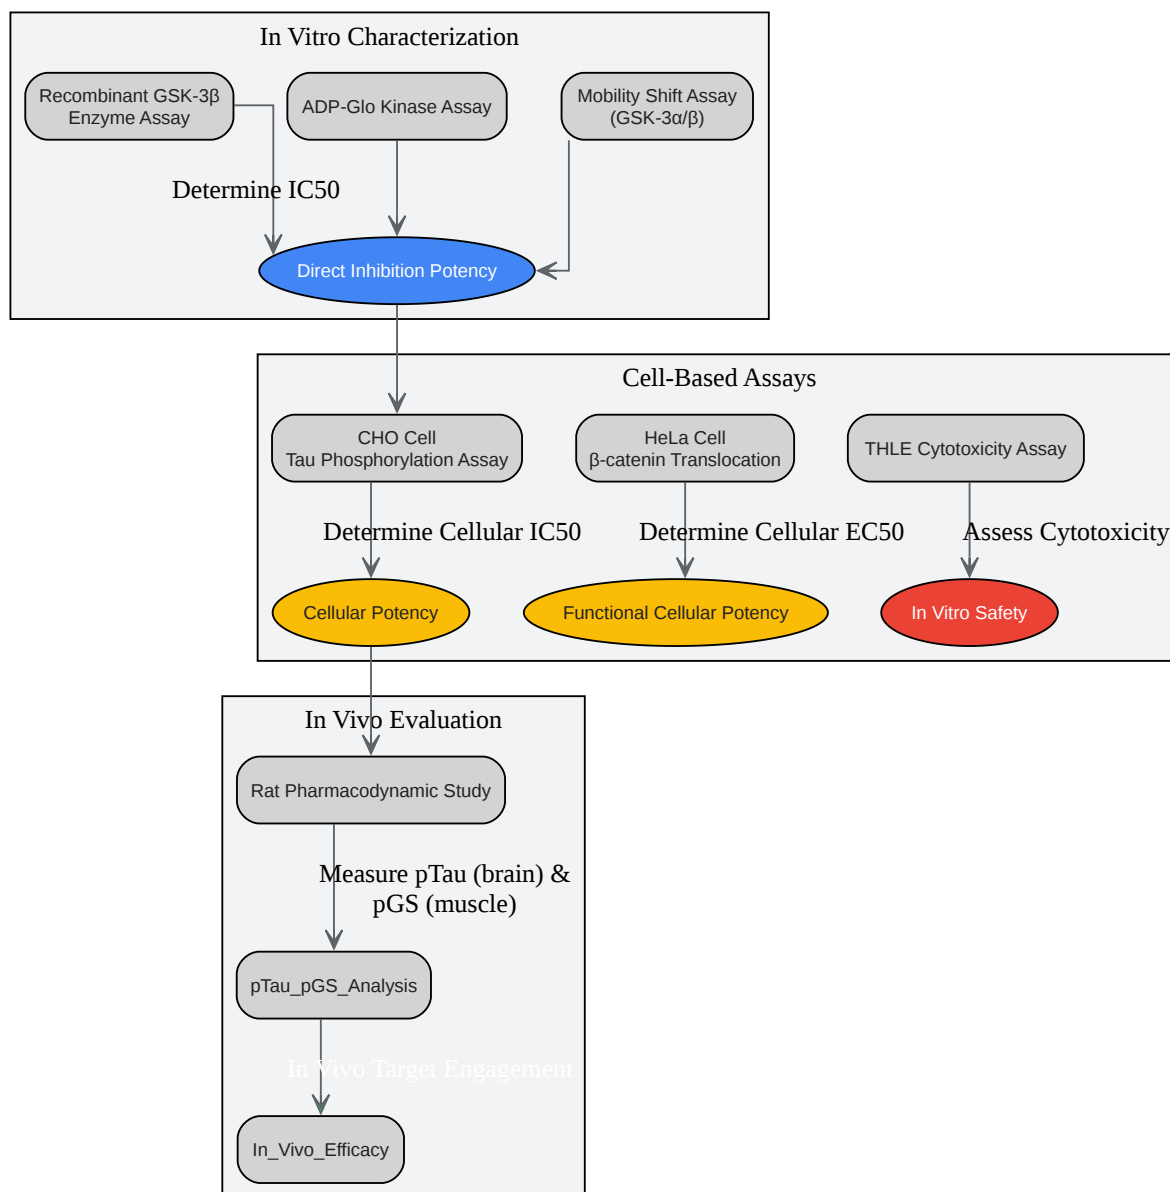 In Vitro Characterization
Recombinant GSK-3β
Enzyme Assay
ADP-Glo Kinase Assay
Mobility Shift Assay
(GSK-3α/β)
Determine IC50
Direct Inhibition Potency
Cell-Based Assays
CHO Cell
Tau Phosphorylation Assay
HeLa Cell
β-catenin Translocation
THLE Cytotoxicity Assay
Determine Cellular IC50
Determine Cellular EC50
Assess Cytotoxicity
Cellular Potency
Functional Cellular Potency
In Vitro Safety
In Vivo Evaluation
Rat Pharmacodynamic Study
Measure pTau (brain) &
pGS (muscle)
pTau_pGS_Analysis
In Vivo Target Engagement
In_Vivo_Efficacy